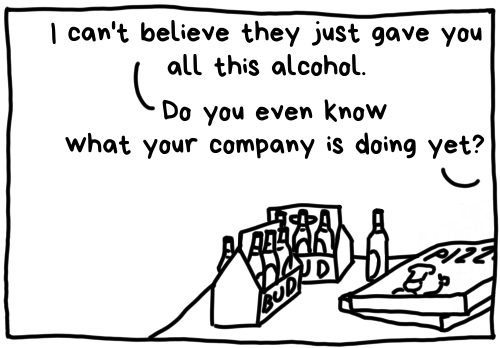 I can't believe they just gave you
all this alcohol.
Do you even know
what your company is doing yet?
BUD
UD
PIZZ